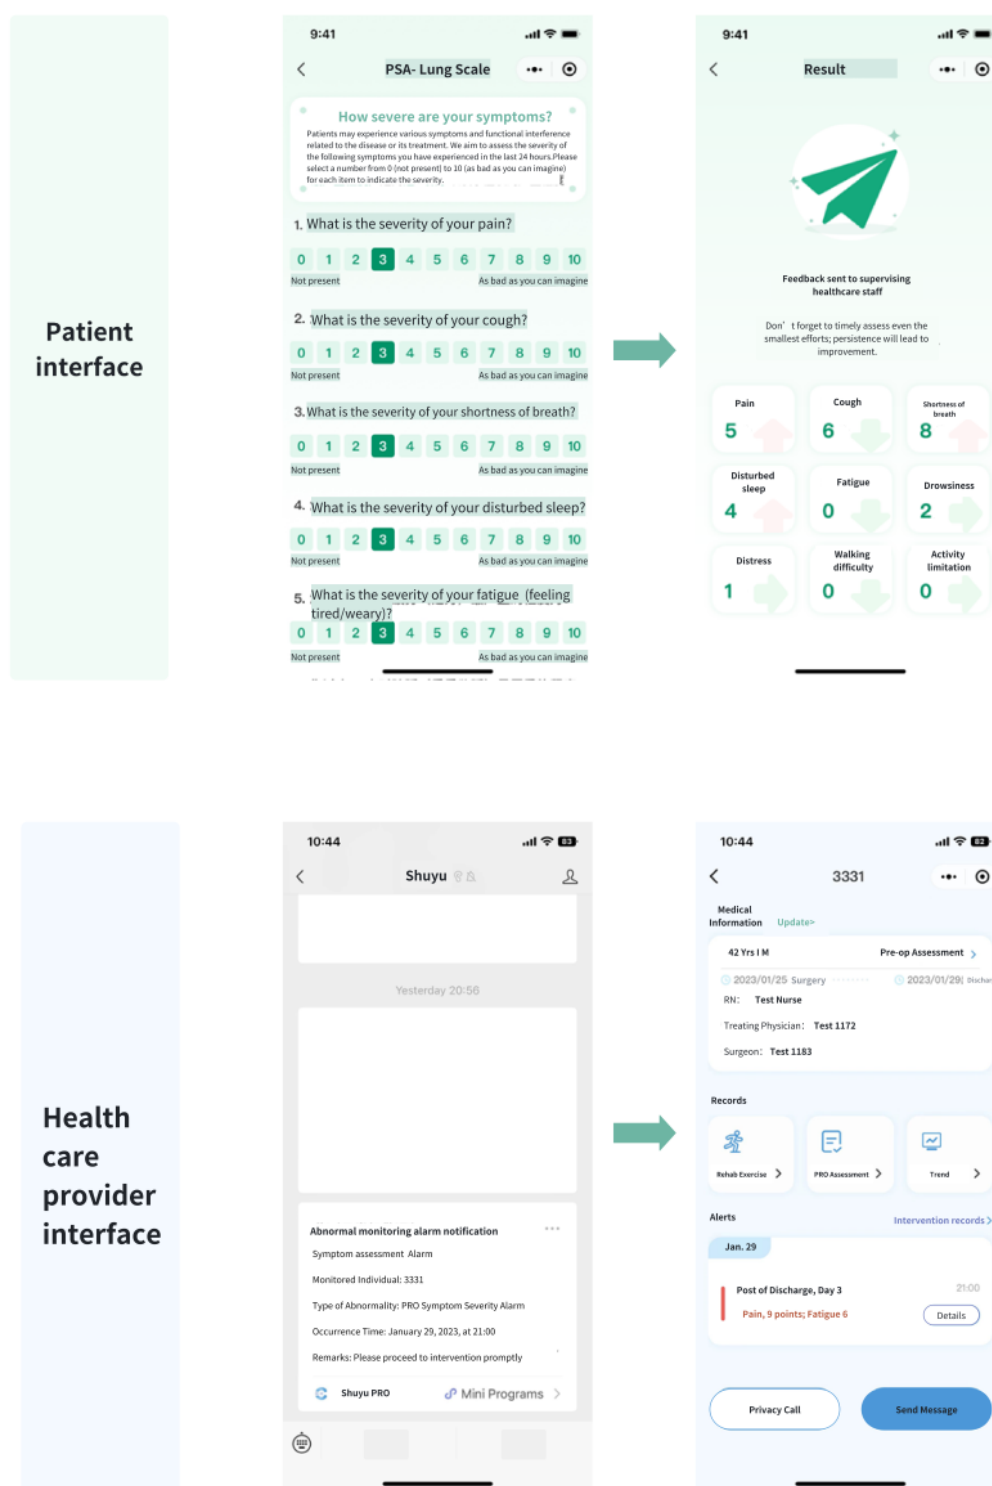 Patient
interface
9:41
PSA- Lung Scale
How severe are your symptoms?
Patients may experience various symptoms and functional interference
related to the disease or its treatment. We aim to assess the severity of
the following symptoms you have experienced in the last 24 hours.Please
select a number from 0 (not present) to 10 (as bad as you can imagine)
for each item to indicate the severity.
1. What is the severity of your pain?
0 1 2 3 4 5 6 7 8 9 10
Not present As bad as you can imagine
2. What is the severity of your cough?
0 1 2 3 4 5 6 7 8 9 10
Not present As bad as you can imagine
3. What is the severity of your shortness of breath?
0 1 2 3 4 5 6 7 8 9 10
Not present As bad as you can imagine
4. What is the severity of your disturbed sleep?
0 1 2 3 4 5 6 7 8 9 10
Not present As bad as you can imagine
5. What is the severity of your fatigue (feeling
tired/weary)?
0 1 2 3 4 5 6 7 8 9 10
Not present As bad as you can imagine
9:41
Result
Feedback sent to supervising
healthcare staff
Don' t forget to timely assess even the
smallest efforts; persistence will lead to
improvement.
Pain
5
Cough
6
Shortness of
breath
8
Disturbed
sleep
4
Fatigue
0
Drowsiness
2
Distress
1
Walking
difficulty
0
Activity
limitation
0
Health
care
provider
interface
10:44
83
Shuyu
Yesterday 20:56
Abnormal monitoring alarm notification
Symptom assessment Alarm
Monitored Individual: 3331
Type of Abnormality: PRO Symptom Severity Alarm
Occurrence Time: January 29, 2023, at 21:00
Remarks: Please proceed to intervention promptly
Shuyu PRO
Mini Programs >
10:44
82
3331
Medical
Information Update>
42 Yrs I M Pre-op Assessment >
2023/01/25 Surgery 2023/01/29 Dischar
RN: Test Nurse
Treating Physician: Test 1172
Surgeon: Test 1183
Records
Rehab Exercise >
PRO Assessment >
Trend >
Alerts Intervention records >
Jan. 29
Post of Discharge, Day 3 21:00
Pain, 9 points; Fatigue 6
Details
Privacy Call
Send Message